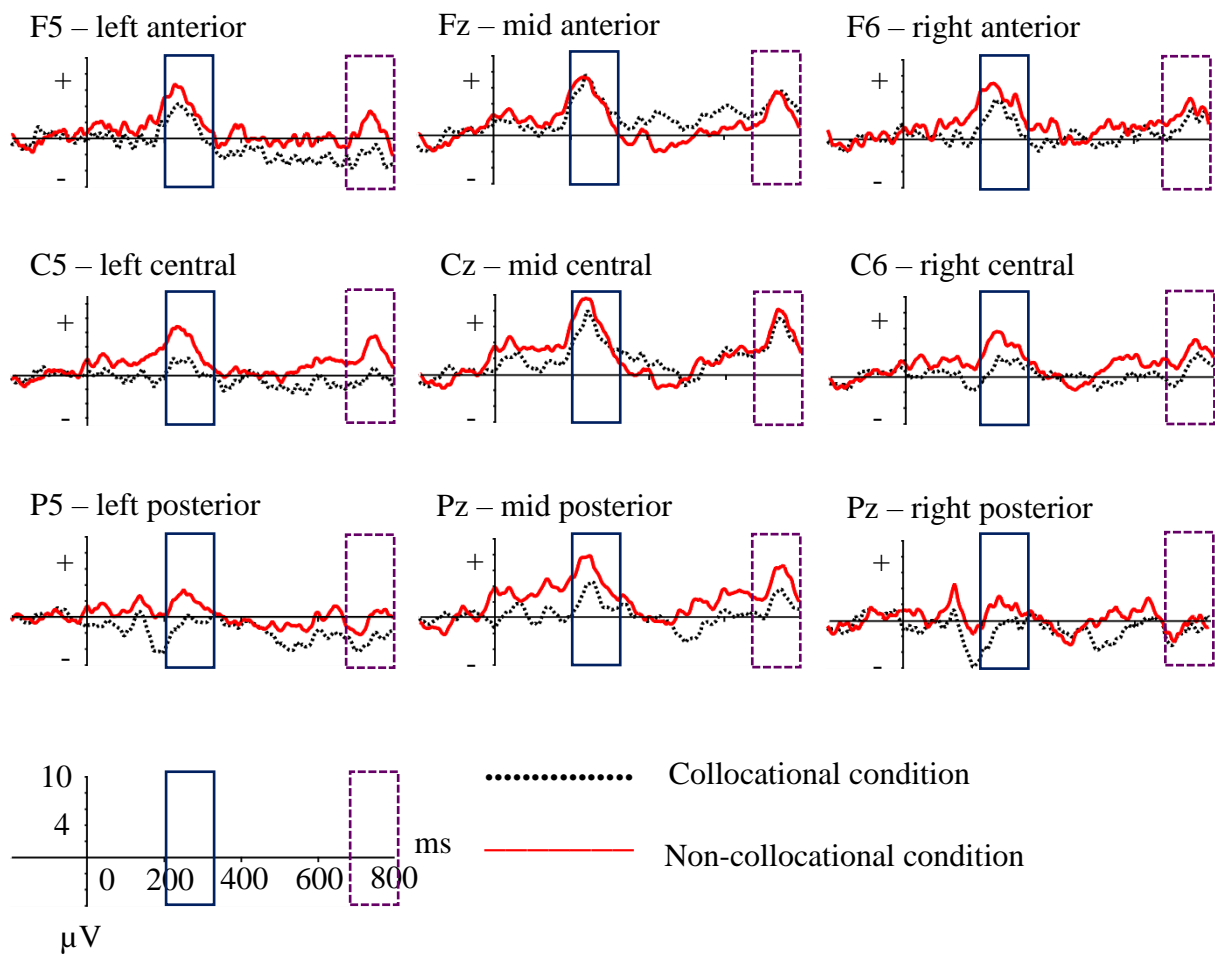 F5 – left anterior
Fz – mid anterior
F6 – right anterior
+
+
+
-
-
-
C5 – left central
Cz – mid central
C6 – right central
+
+
+
-
-
-
P5 – left posterior
Pz – mid posterior
Pz – right posterior
+
+
+
-
-
-
10
4
0 200 400 600 800
ms
µV
Collocational condition
Non-collocational condition